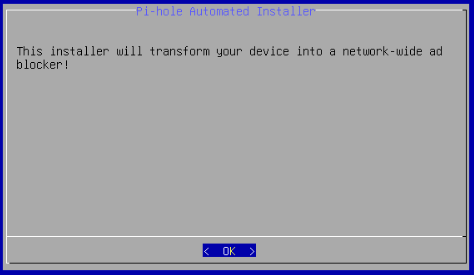 Pi-hole Automated Installer
This installer will transform your device into a network-wide ad
blocker!
< OK >